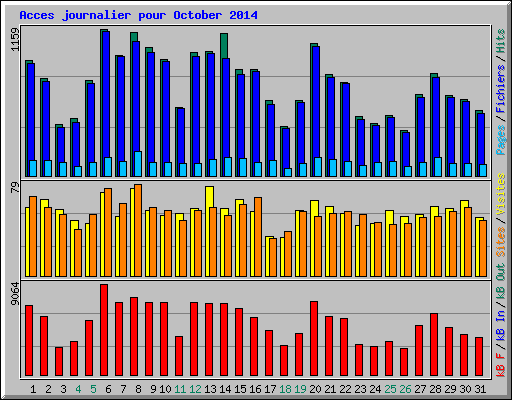 Acces journalier pour October 2014
1159
79
9064
Pages / Fichiers / Hits
Sites / Visites
kB F / kB In / kB Out
1 2 3 4 5 6 7 8 9 10 11 12 13 14 15 16 17 18 19 20 21 22 23 24 25 26 27 28 29 30 31